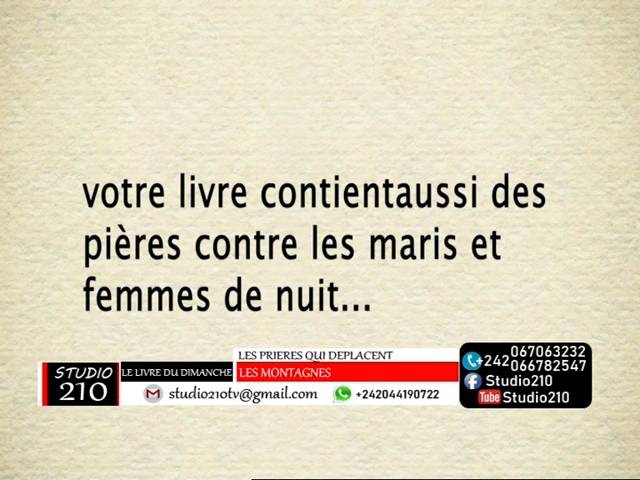 votre livre contientaussi des
pières contre les maris et
femmes de nuit...
LES PRIERES QUI DEPLACENT
LE LIVRE DU DIMANCHE
LES MONTAGNES
STUDIO
210
studio210tv@gmail.com
+242044190722
+242
067063232
066782547
Studio210
Tube Studio210